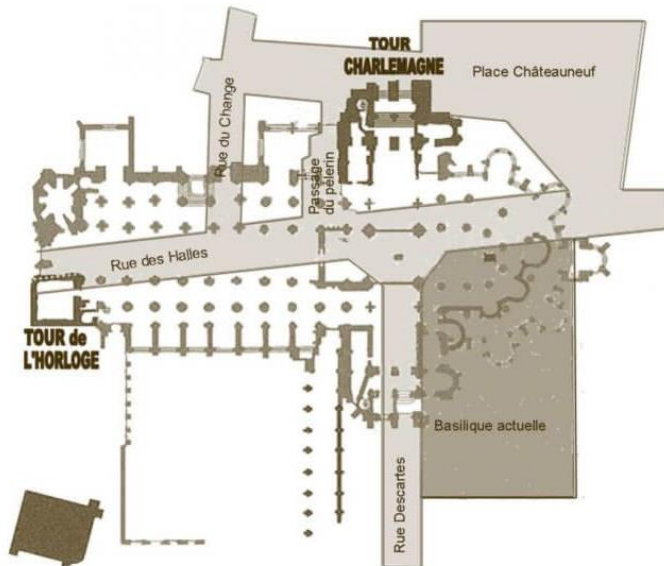 TOUR
CHARLEMAGNE
Place Châteauneuf
Rue du Change
Passage
du pelerin
Rue des Halles
TOUR de
L'HORLOGE
Basilique actuelle
Rue Descartes